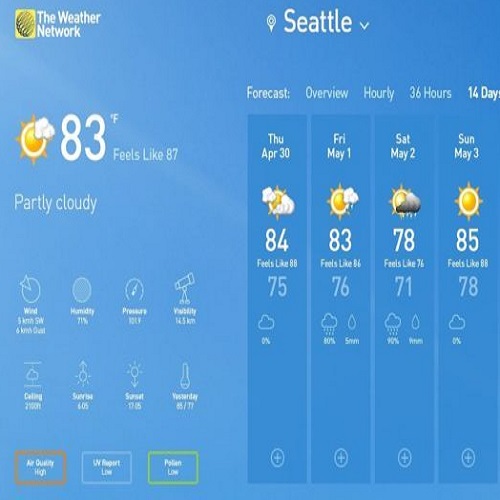 The Weather
Network
Seattle
Forecast: Overview Hourly 36 Hours 14 Days
83 °F
Feels Like 87
Partly cloudy
Thu
Apr 30
84
Feels Like 88
75
0%
Fri
May 1
83
Feels Like 86
76
80% 5mm
Sat
May 2
78
Feels Like 76
71
90% 9mm
Sun
May 3
85
Feels Like 88
78
0%
Wind
5 kmh SW
6 kmh Gust
Humidity
71%
Pressure
101.9
Visibility
14.5 km
Ceiling
2100ft
Sunrise
6:05
Sunset
17:05
Yesterday
85 / 77
Air Quality
High
UV Report
Low
Pollen
Low